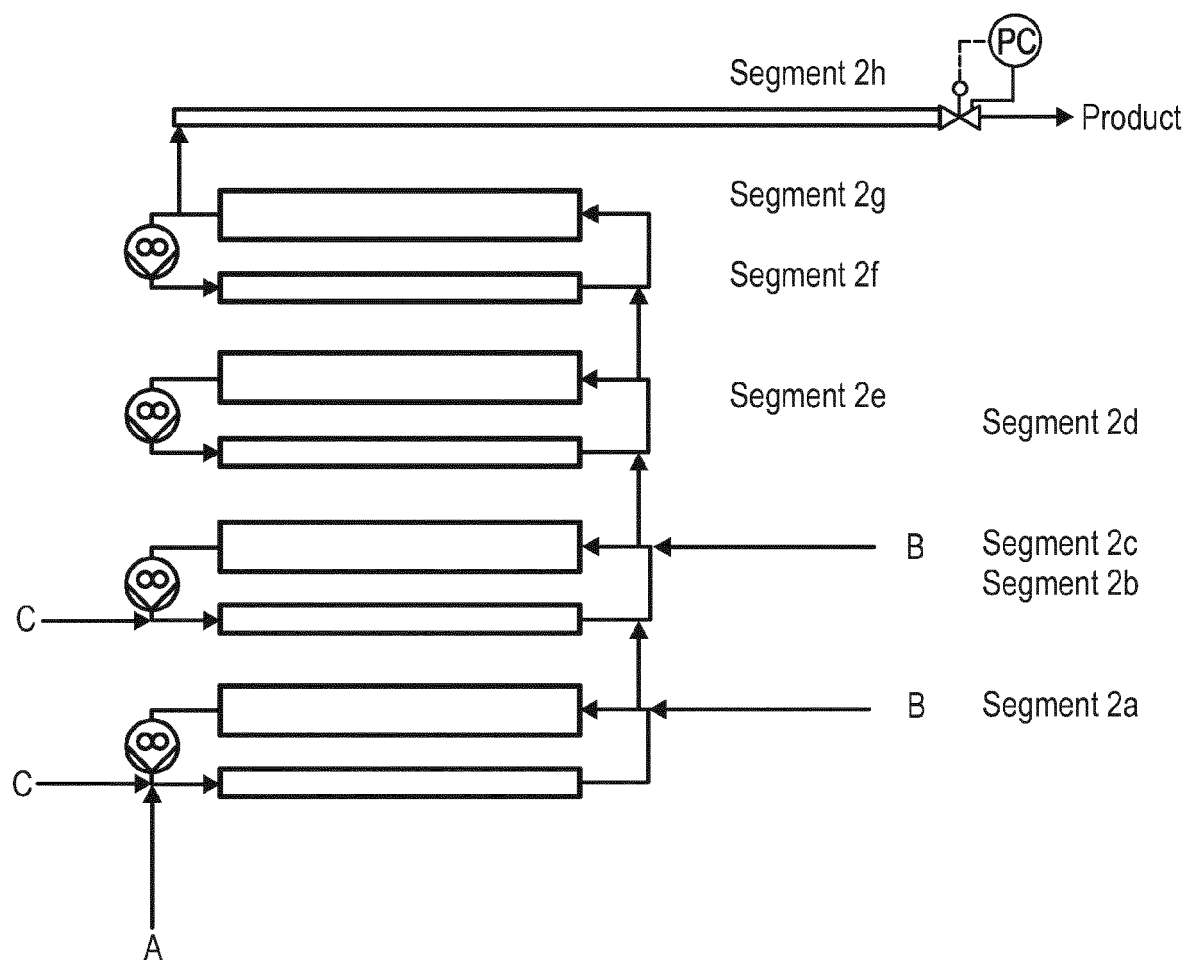 PC
Segment 2h
Product
Segment 2g
Segment 2f
Segment 2e
Segment 2d
B
Segment 2c
Segment 2b
C
B
Segment 2a
C
A